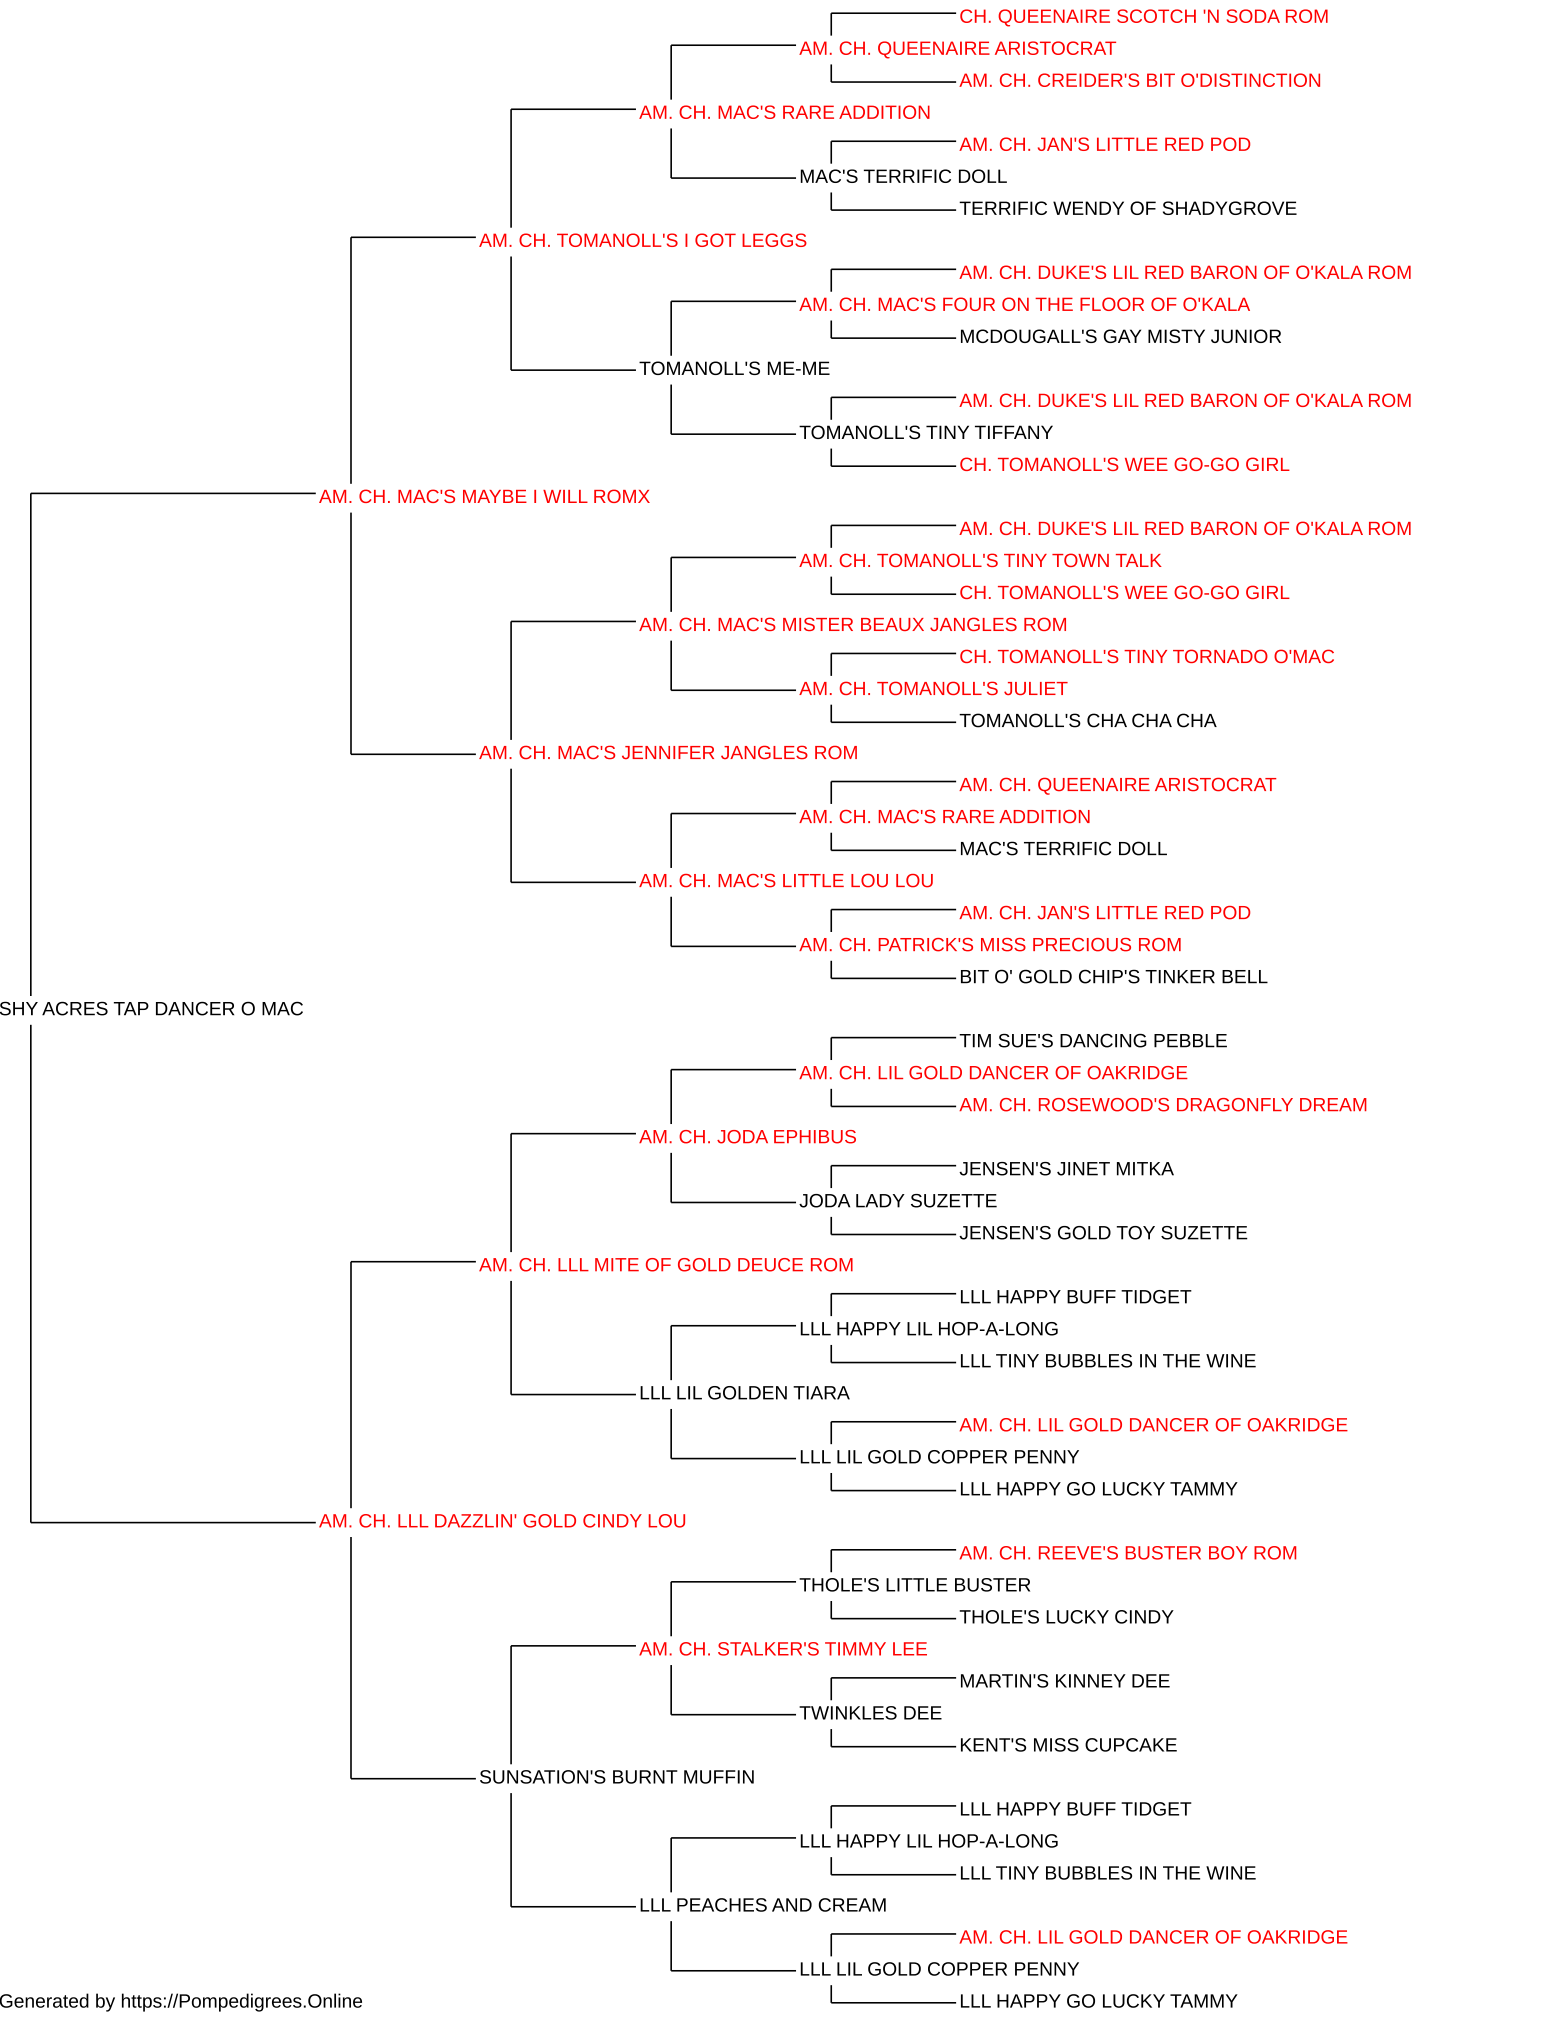 CH. QUEENAIRE SCOTCH 'N SODA ROM
AM. CH. QUEENAIRE ARISTOCRAT
AM. CH. CREIDER'S BIT O'DISTINCTION
AM. CH. MAC'S RARE ADDITION
AM. CH. JAN'S LITTLE RED POD
MAC'S TERRIFIC DOLL
TERRIFIC WENDY OF SHADYGROVE
AM. CH. TOMANOLL'S I GOT LEGGS
AM. CH. DUKE'S LIL RED BARON OF O'KALA ROM
AM. CH. MAC'S FOUR ON THE FLOOR OF O'KALA
MCDOUGALL'S GAY MISTY JUNIOR
TOMANOLL'S ME-ME
AM. CH. DUKE'S LIL RED BARON OF O'KALA ROM
TOMANOLL'S TINY TIFFANY
CH. TOMANOLL'S WEE GO-GO GIRL
AM. CH. MAC'S MAYBE I WILL ROMX
AM. CH. DUKE'S LIL RED BARON OF O'KALA ROM
AM. CH. TOMANOLL'S TINY TOWN TALK
CH. TOMANOLL'S WEE GO-GO GIRL
AM. CH. MAC'S MISTER BEAUX JANGLES ROM
CH. TOMANOLL'S TINY TORNADO O'MAC
AM. CH. TOMANOLL'S JULIET
TOMANOLL'S CHA CHA CHA
AM. CH. MAC'S JENNIFER JANGLES ROM
AM. CH. QUEENAIRE ARISTOCRAT
AM. CH. MAC'S RARE ADDITION
MAC'S TERRIFIC DOLL
AM. CH. MAC'S LITTLE LOU LOU
AM. CH. JAN'S LITTLE RED POD
AM. CH. PATRICK'S MISS PRECIOUS ROM
BIT O' GOLD CHIP'S TINKER BELL
SHY ACRES TAP DANCER O MAC
TIM SUE'S DANCING PEBBLE
AM. CH. LIL GOLD DANCER OF OAKRIDGE
AM. CH. ROSEWOOD'S DRAGONFLY DREAM
AM. CH. JODA EPHIBUS
JENSEN'S JINET MITKA
JODA LADY SUZETTE
JENSEN'S GOLD TOY SUZETTE
AM. CH. LLL MITE OF GOLD DEUCE ROM
LLL HAPPY BUFF TIDGET
LLL HAPPY LIL HOP-A-LONG
LLL TINY BUBBLES IN THE WINE
LLL LIL GOLDEN TIARA
AM. CH. LIL GOLD DANCER OF OAKRIDGE
LLL LIL GOLD COPPER PENNY
LLL HAPPY GO LUCKY TAMMY
AM. CH. LLL DAZZLIN' GOLD CINDY LOU
AM. CH. REEVE'S BUSTER BOY ROM
THOLE'S LITTLE BUSTER
THOLE'S LUCKY CINDY
AM. CH. STALKER'S TIMMY LEE
MARTIN'S KINNEY DEE
TWINKLES DEE
KENT'S MISS CUPCAKE
SUNSATION'S BURNT MUFFIN
LLL HAPPY BUFF TIDGET
LLL HAPPY LIL HOP-A-LONG
LLL TINY BUBBLES IN THE WINE
LLL PEACHES AND CREAM
AM. CH. LIL GOLD DANCER OF OAKRIDGE
LLL LIL GOLD COPPER PENNY
LLL HAPPY GO LUCKY TAMMY
Generated by https://Pompedigrees.Online